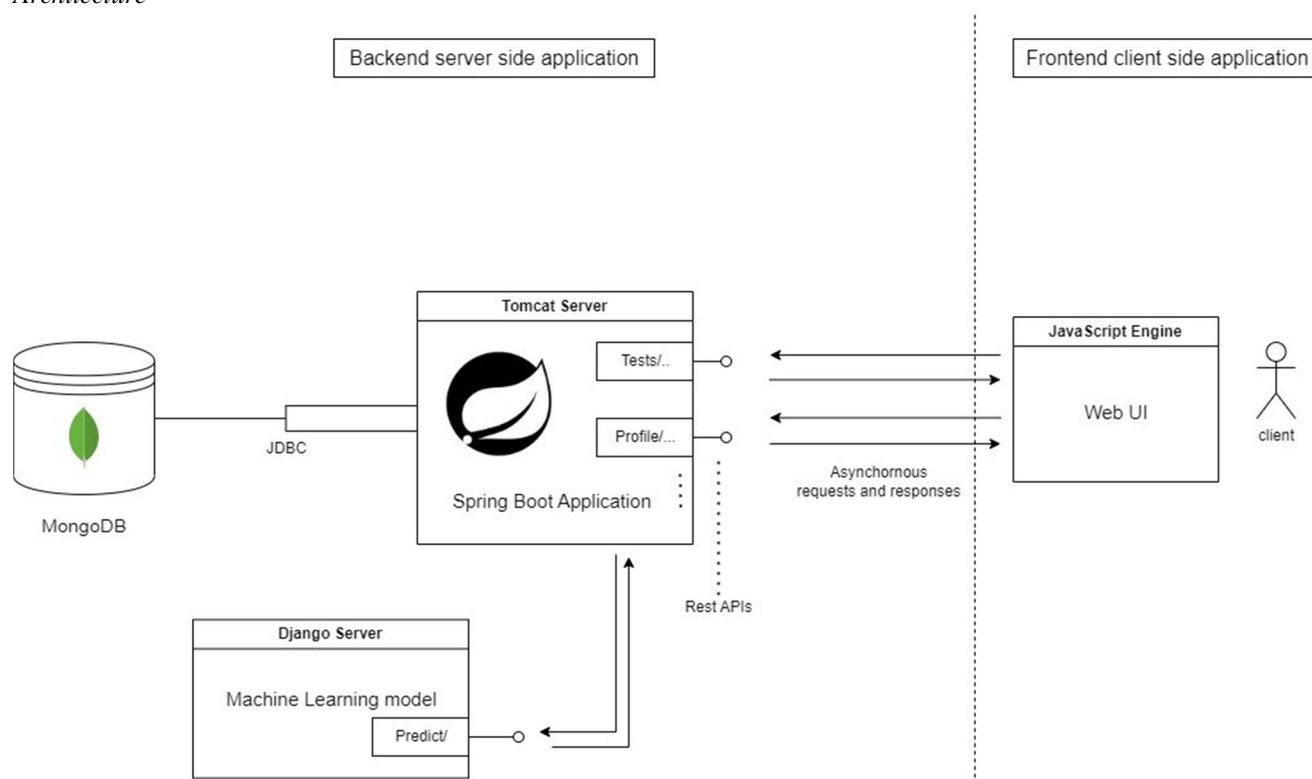 Architecture
Backend server side application
Frontend client side application
Tomcat Server
Tests/..
Profile/...
Spring Boot Application
JDBC
MongoDB
JavaScript Engine
Web UI
client
Asynchornous
requests and responses
Rest APIs
Django Server
Machine Learning model
Predict/